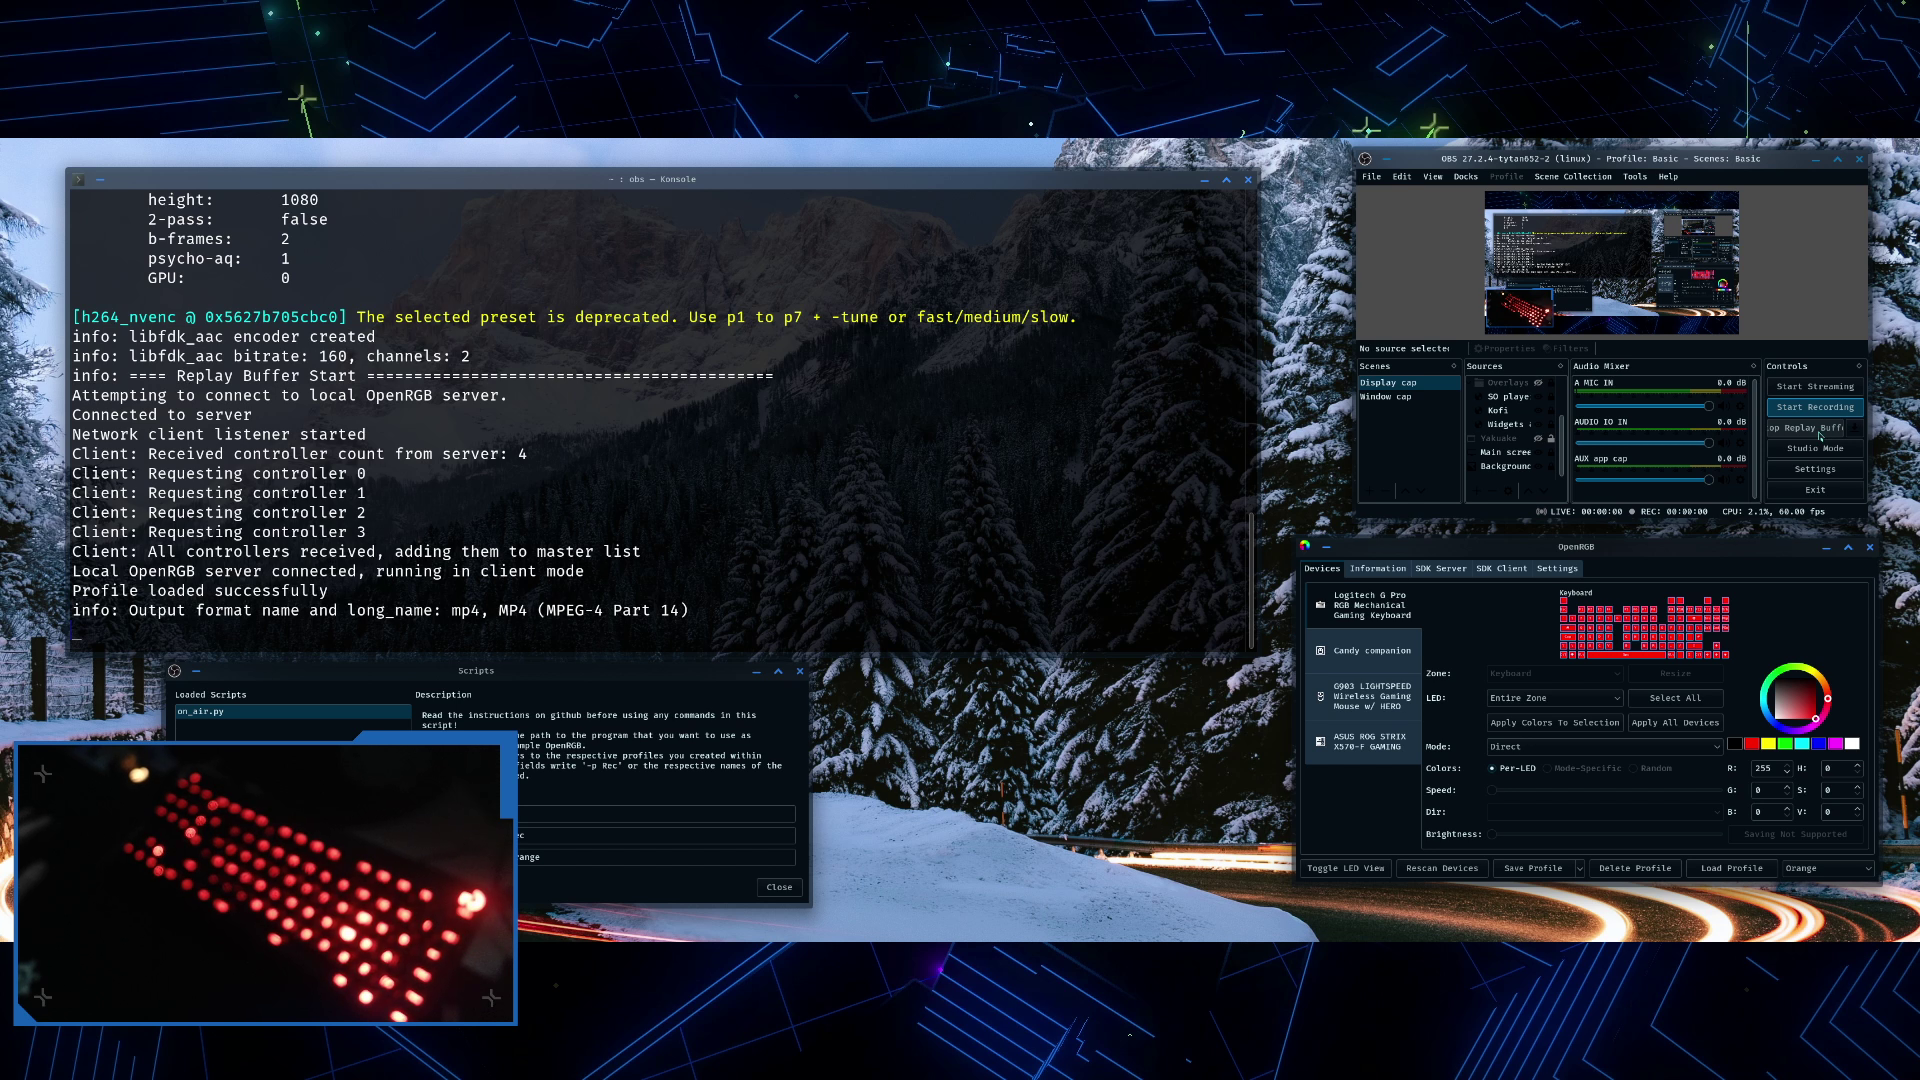 ~ : obs — Konsole
height: 1080
2-pass: false
b-frames: 2
psycho-aq: 1
GPU: 0
[h264_nvenc @ 0x5627b705cbc0] The selected preset is deprecated. Use p1 to p7 + -tune or fast/medium/slow.
info: libfdk_aac encoder created
info: libfdk_aac bitrate: 160, channels: 2
info: ==== Replay Buffer Start ===========================================
Attempting to connect to local OpenRGB server.
Connected to server
Network client listener started
Client: Received controller count from server: 4
Client: Requesting controller 0
Client: Requesting controller 1
Client: Requesting controller 2
Client: Requesting controller 3
Client: All controllers received, adding them to master list
Local OpenRGB server connected, running in client mode
Profile loaded successfully
info: Output format name and long_name: mp4, MP4 (MPEG-4 Part 14)
Scripts
Loaded Scripts
on_air.py
Description
Read the instructions on github before using any commands in this
script!
he path to the program that you want to use as
mple OpenRGB.
rs to the respective profiles you created within
fields write '-p Rec' or the respective names of the
ed.
ec
range
Close
OBS 27.2.4-tytan652-2 (linux) - Profile: Basic - Scenes: Basic
File Edit View Docks Profile Scene Collection Tools Help
No source selected Properties Filters
Scenes
Display cap
Window cap
Sources
Overlays
SO playe
Kofi
Widgets
Yakuake
Main scree
Background
Audio Mixer
A MIC IN 0.0 dB
AUDIO IO IN 0.0 dB
AUX app cap 0.0 dB
Controls
Start Streaming
Start Recording
op Replay Buff
Studio Mode
Settings
Exit
LIVE: 00:00:00 REC: 00:00:00 CPU: 2.1%, 60.00 fps
OpenRGB
Devices Information SDK Server SDK Client Settings
Logitech G Pro
RGB Mechanical
Gaming Keyboard
Candy companion
G903 LIGHTSPEED
Wireless Gaming
Mouse w/ HERO
ASUS ROG STRIX
X570-F GAMING
Keyboard
Zone: Keyboard Resize
LED: Entire Zone Select All
Apply Colors To Selection Apply All Devices
Mode: Direct
Colors: Per-LED Mode-Specific Random R: 255 H: 0
Speed: G: 0 S: 0
Dir: B: 0 V: 0
Brightness: Saving Not Supported
Toggle LED View Rescan Devices Save Profile Delete Profile Load Profile Orange